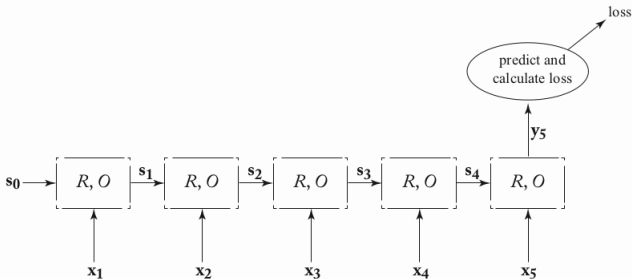 loss
predict and
calculate loss
y5
s0 R, O s1 R, O s2 R, O s3 R, O s4 R, O
x1 x2 x3 x4 x5